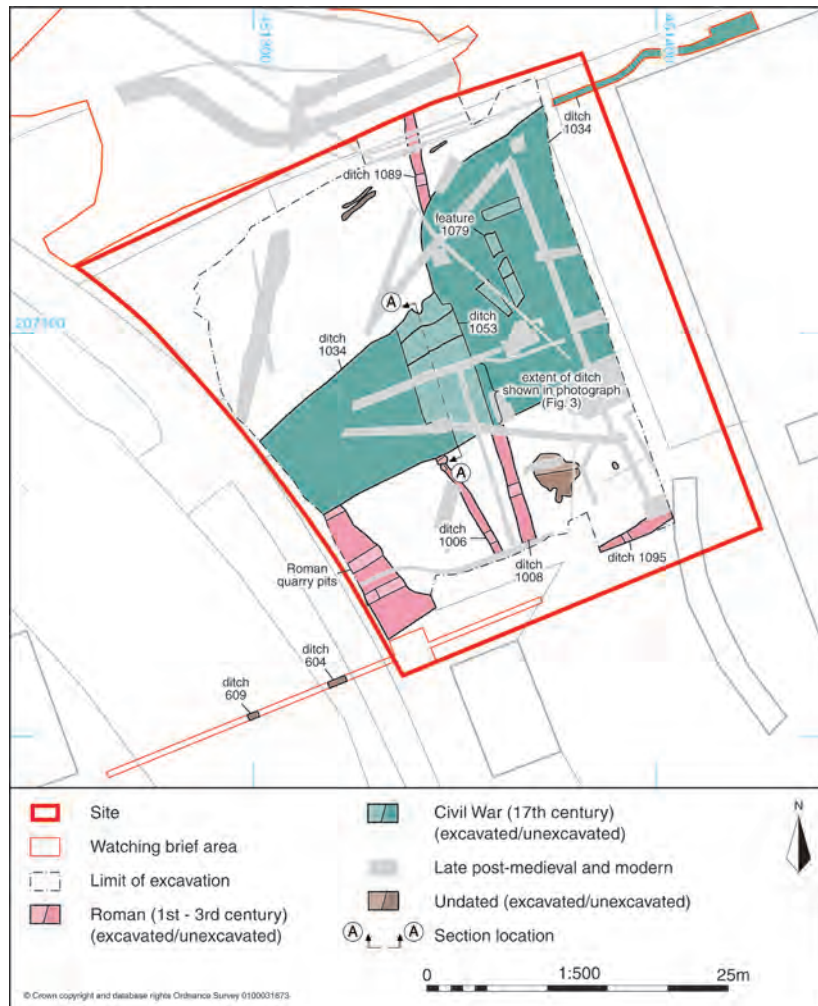 451300
451400
ditch
1034
ditch 1089
feature
1079
A
207100
ditch
1053
ditch
1034
extent of ditch
shown in photograph
(Fig. 3)
A
ditch
1006
ditch
1008
ditch 1095
Roman
quarry pits
ditch
604
ditch
609
Site
Watching brief area
Limit of excavation
Roman (1st - 3rd century)
(excavated/unexcavated)
Civil War (17th century)
(excavated/unexcavated)
Late post-medieval and modern
Undated (excavated/unexcavated)
A A Section location
N
0 1:500 25m
© Crown copyright and database rights Ordnance Survey 0100031673